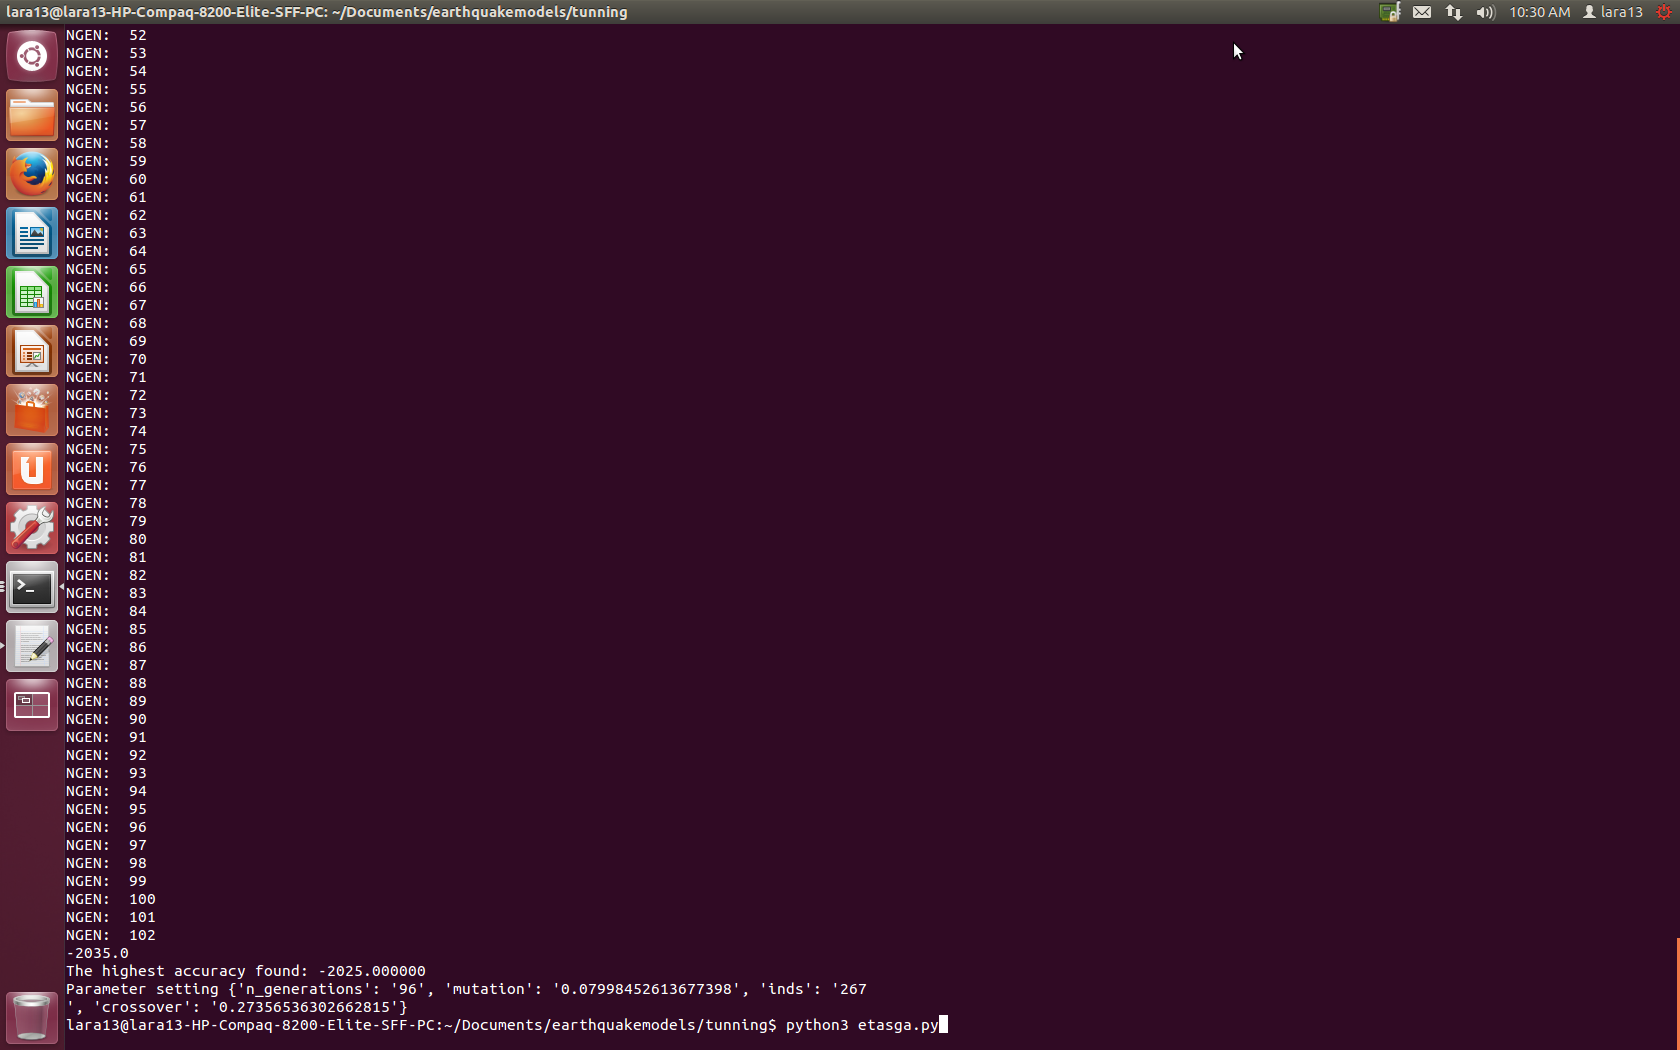 lara13@lara13-HP-Compaq-8200-Elite-SFF-PC: ~/Documents/earthquakemodels/tunning
10:30 AM
lara13
NGEN:  52
NGEN:  53
NGEN:  54
NGEN:  55
NGEN:  56
NGEN:  57
NGEN:  58
NGEN:  59
NGEN:  60
NGEN:  61
NGEN:  62
NGEN:  63
NGEN:  64
NGEN:  65
NGEN:  66
NGEN:  67
NGEN:  68
NGEN:  69
NGEN:  70
NGEN:  71
NGEN:  72
NGEN:  73
NGEN:  74
NGEN:  75
NGEN:  76
NGEN:  77
NGEN:  78
NGEN:  79
NGEN:  80
NGEN:  81
NGEN:  82
NGEN:  83
NGEN:  84
NGEN:  85
NGEN:  86
NGEN:  87
NGEN:  88
NGEN:  89
NGEN:  90
NGEN:  91
NGEN:  92
NGEN:  93
NGEN:  94
NGEN:  95
NGEN:  96
NGEN:  97
NGEN:  98
NGEN:  99
NGEN:  100
NGEN:  101
NGEN:  102
-2035.0
The highest accuracy found: -2025.000000
Parameter setting {'n_generations': '96', 'mutation': '0.07998452613677398', 'inds': '267
', 'crossover': '0.27356536302662815'}
lara13@lara13-HP-Compaq-8200-Elite-SFF-PC:~/Documents/earthquakemodels/tunning$ python3 etasga.py